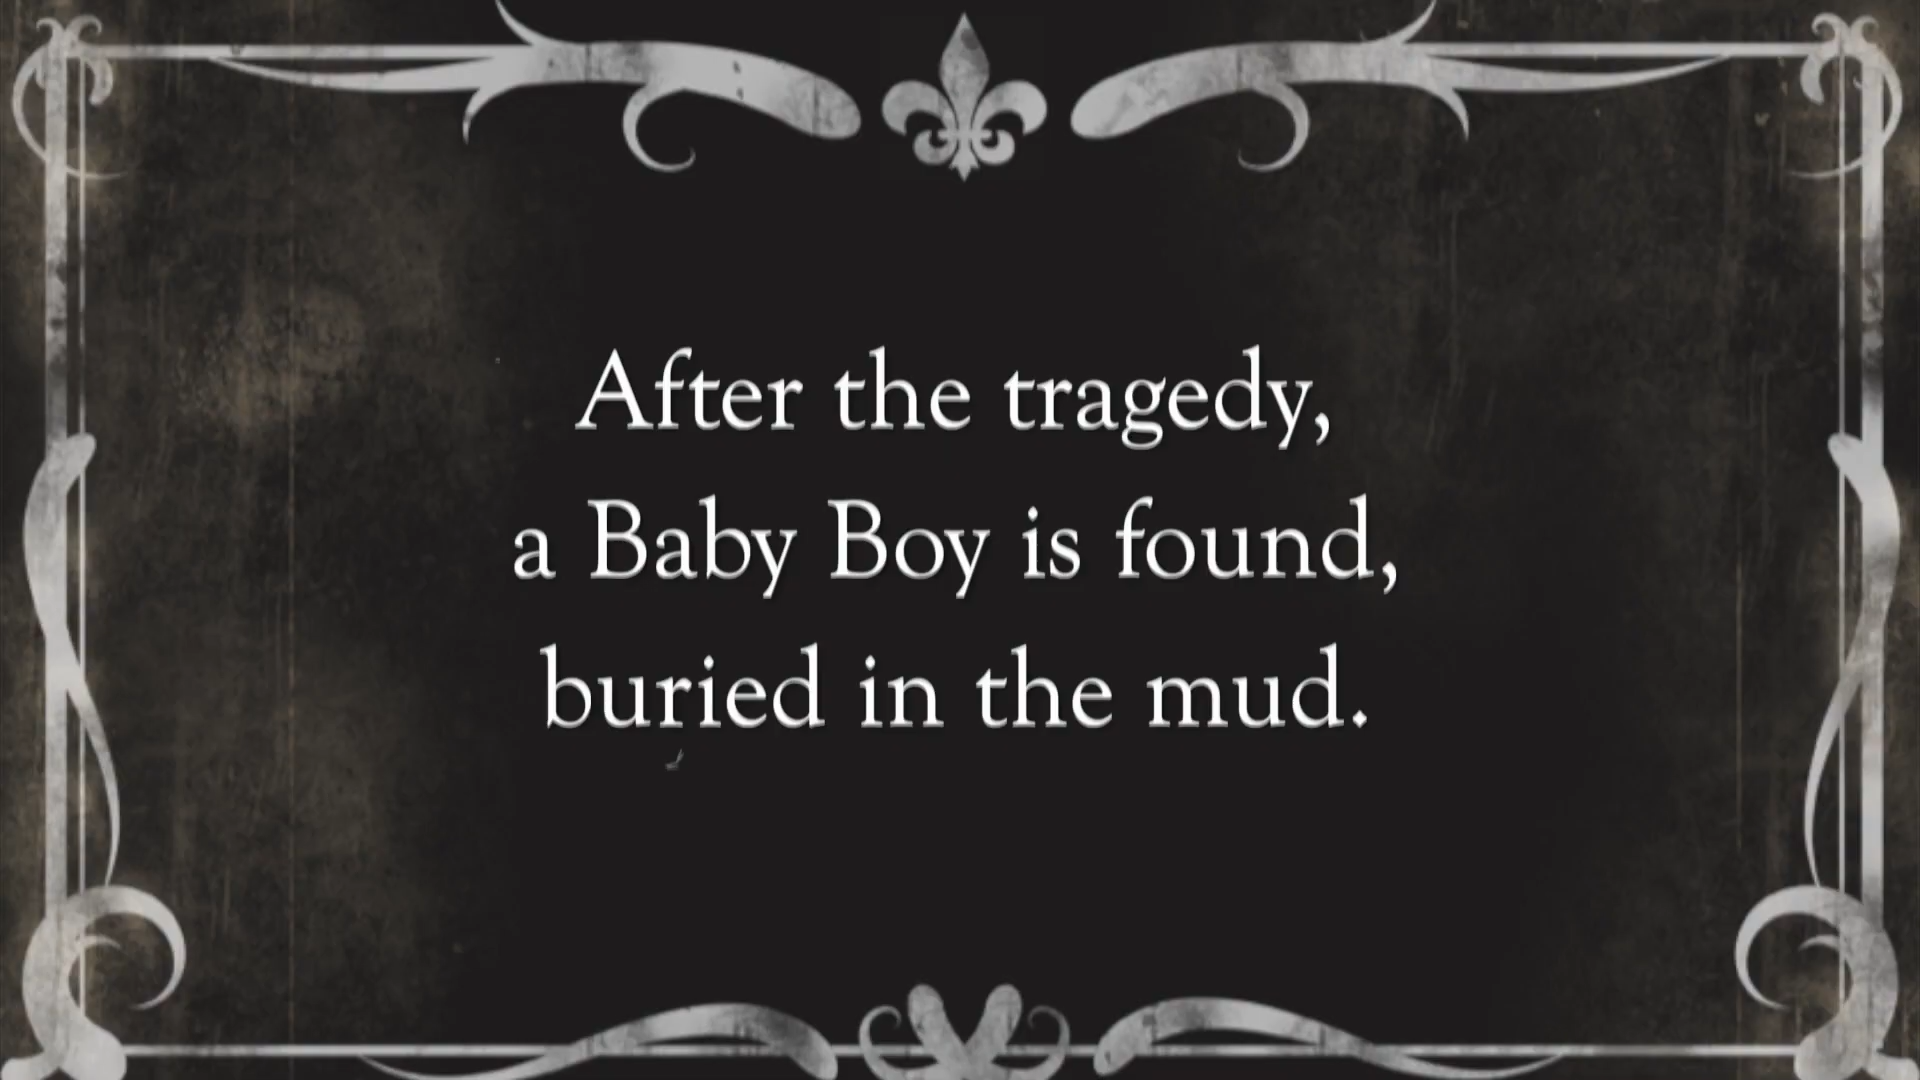 After the tragedy,
a Baby Boy is found,
buried in the mud.